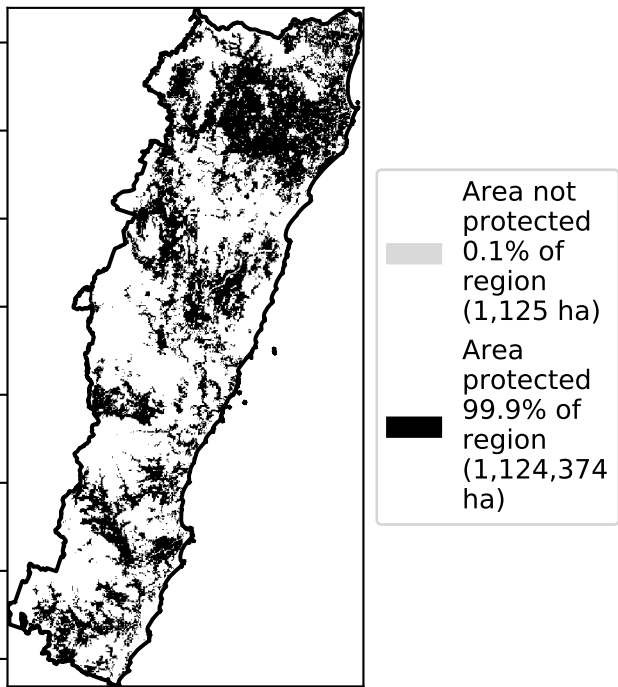 Area not
protected
0.1% of
region
(1,125 ha)
Area
protected
99.9% of
region
(1,124,374
ha)